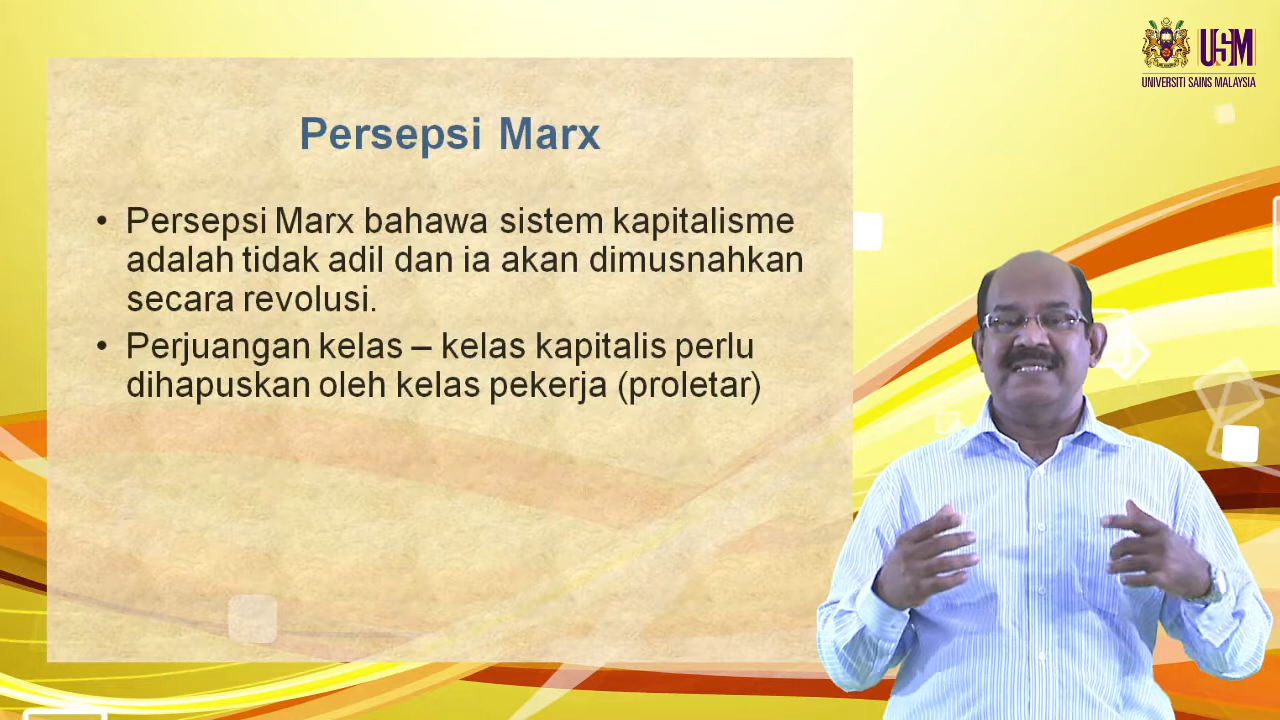 USM
UNIVERSITI SAINS MALAYSIA
Persepsi Marx
• Persepsi Marx bahawa sistem kapitalisme
adalah tidak adil dan ia akan dimusnahkan
secara revolusi.
• Perjuangan kelas – kelas kapitalis perlu
dihapuskan oleh kelas pekerja (proletar)